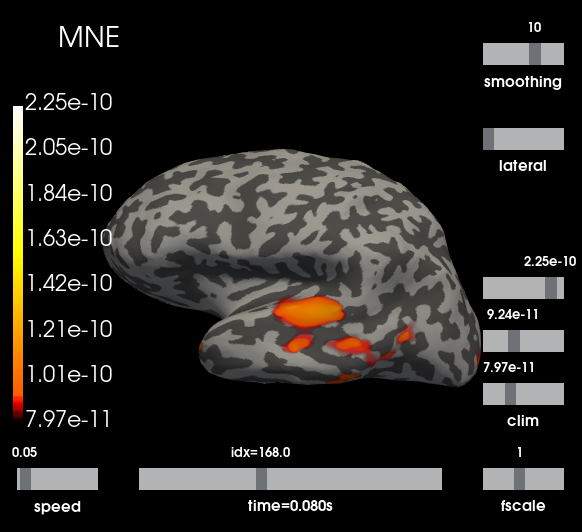 MNE
10
smoothing
2.25e-10
2.05e-10
1.84e-10
1.63e-10
1.42e-10
1.21e-10
1.01e-10
7.97e-11
lateral
2.25e-10
9.24e-11
7.97e-11
clim
0.05
speed
idx=168.0
time=0.080s
1
fscale